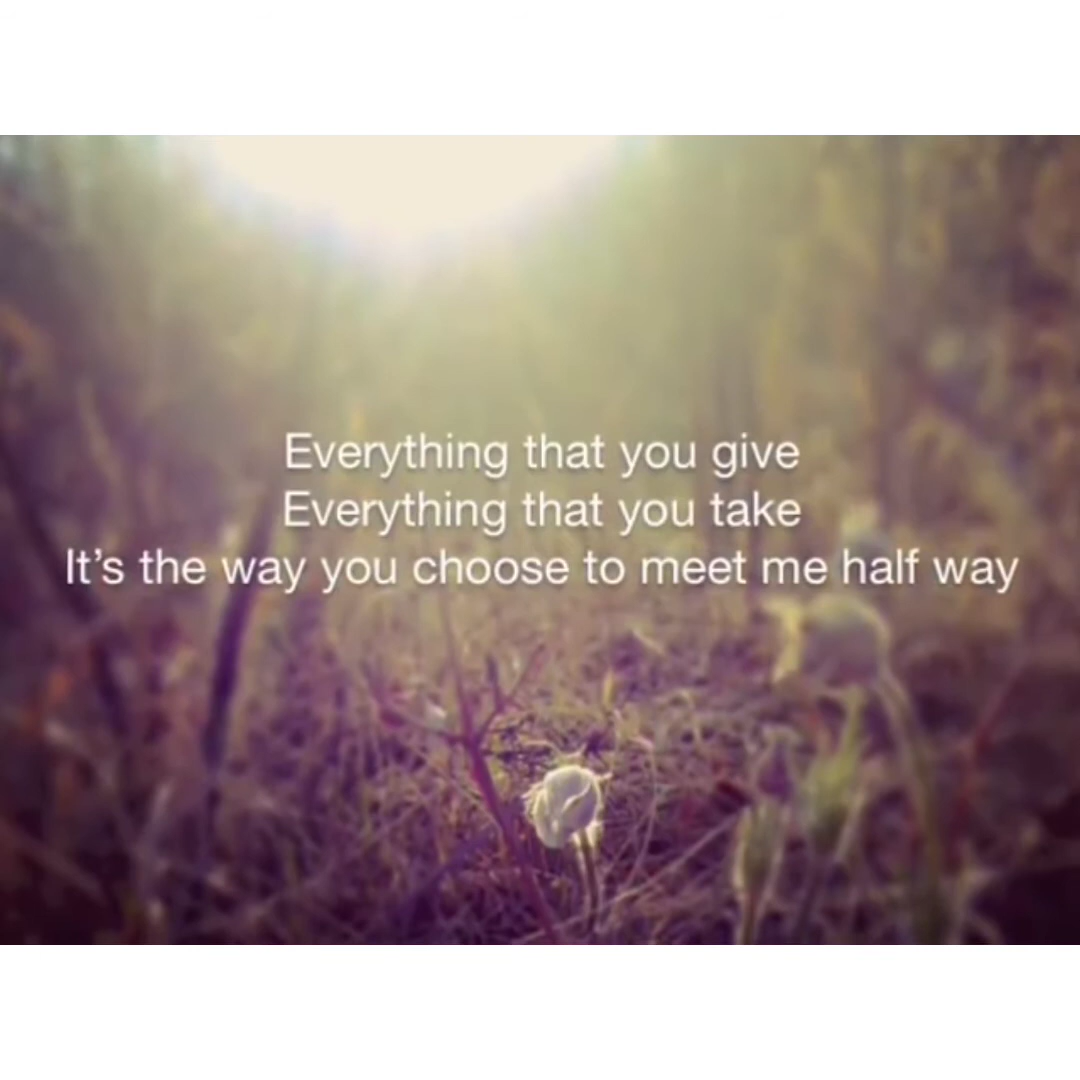 Everything that you give
Everything that you take
It's the way you choose to meet me half way